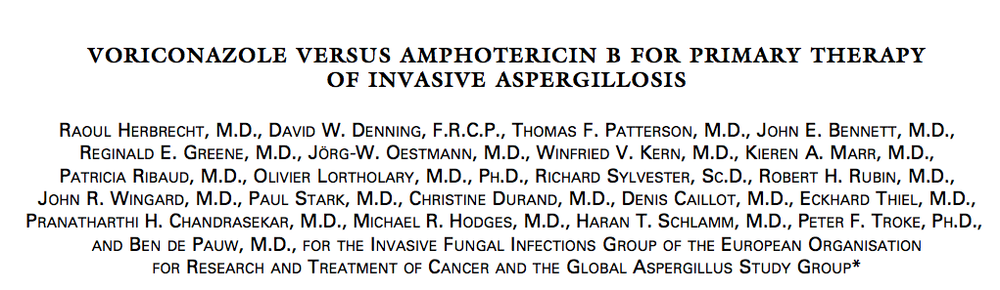 VORICONAZOLE VERSUS AMPHOTERICIN B FOR PRIMARY THERAPY
OF INVASIVE ASPERGILLOSIS
RAOUL HERBRECHT, M.D., DAVID W. DENNING, F.R.C.P., THOMAS F. PATTERSON, M.D., JOHN E. BENNETT, M.D.,
REGINALD E. GREENE, M.D., JÖRG-W. OESTMANN, M.D., WINFRIED V. KERN, M.D., KIEREN A. MARR, M.D.,
PATRICIA RIBAUD, M.D., OLIVIER LORTHOLARY, M.D., PH.D., RICHARD SYLVESTER, SC.D., ROBERT H. RUBIN, M.D.,
JOHN R. WINGARD, M.D., PAUL STARK, M.D., CHRISTINE DURAND, M.D., DENIS CAILLOT, M.D., ECKHARD THIEL, M.D.,
PRANATHARTHI H. CHANDRASEKAR, M.D., MICHAEL R. HODGES, M.D., HARAN T. SCHLAMM, M.D., PETER F. TROKE, PH.D.,
AND BEN DE PAUW, M.D., FOR THE INVASIVE FUNGAL INFECTIONS GROUP OF THE EUROPEAN ORGANISATION
FOR RESEARCH AND TREATMENT OF CANCER AND THE GLOBAL ASPERGILLUS STUDY GROUP*